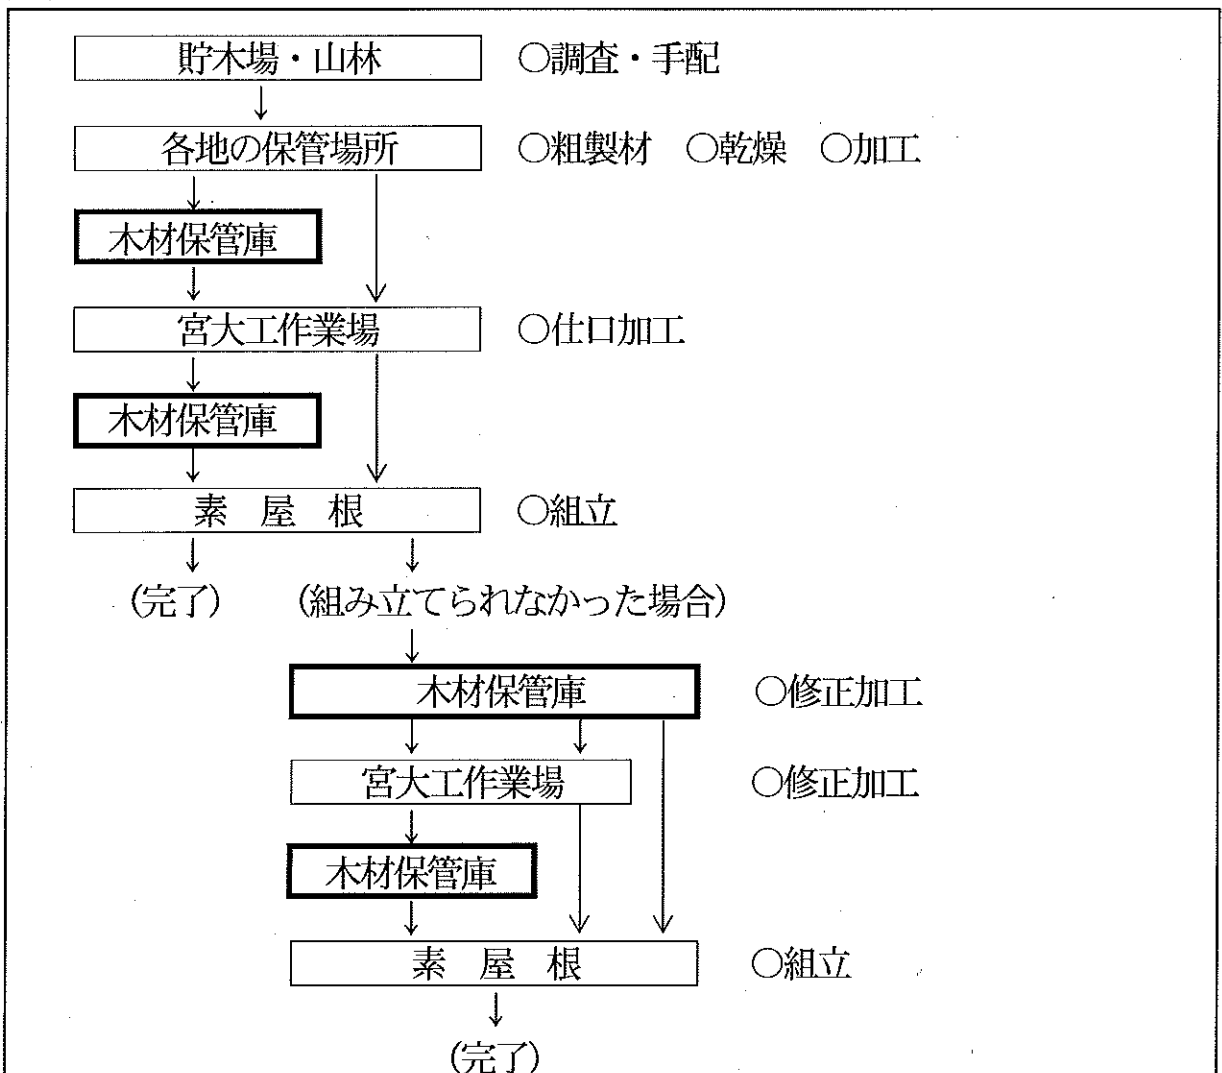 貯木場・山林 ○調査・手配
各地の保管場所 ○粗製材 ○乾燥 ○加工
木材保管庫
宮大工作業場 ○仕口加工
木材保管庫
素屋根 ○組立
(完了) (組み立てられなかった場合)
木材保管庫 ○修正加工
宮大工作業場 ○修正加工
木材保管庫
素屋根 ○組立
(完了)